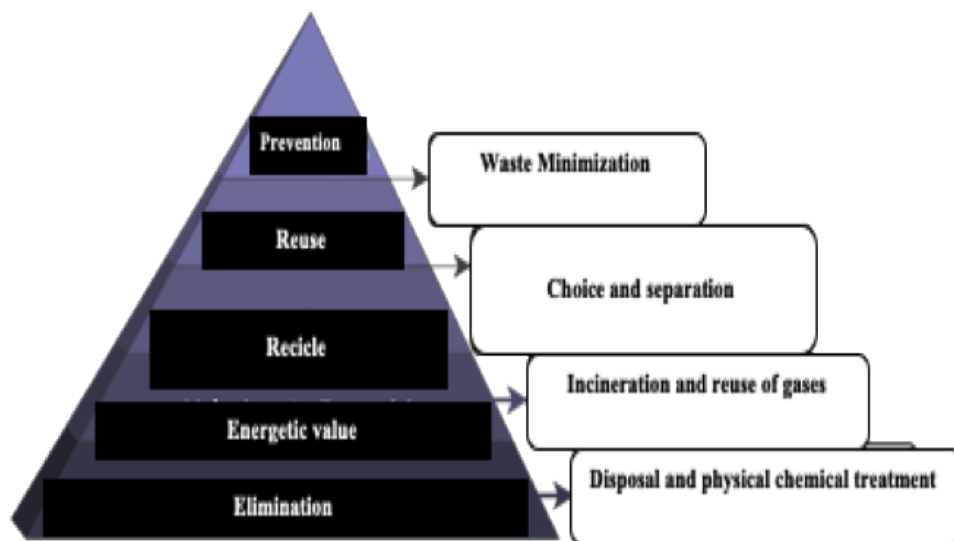 Prevention
Waste Minimization
Reuse
Choice and separation
Recicle
Incineration and reuse of gases
Energetic value
Disposal and physical chemical treatment
Elimination